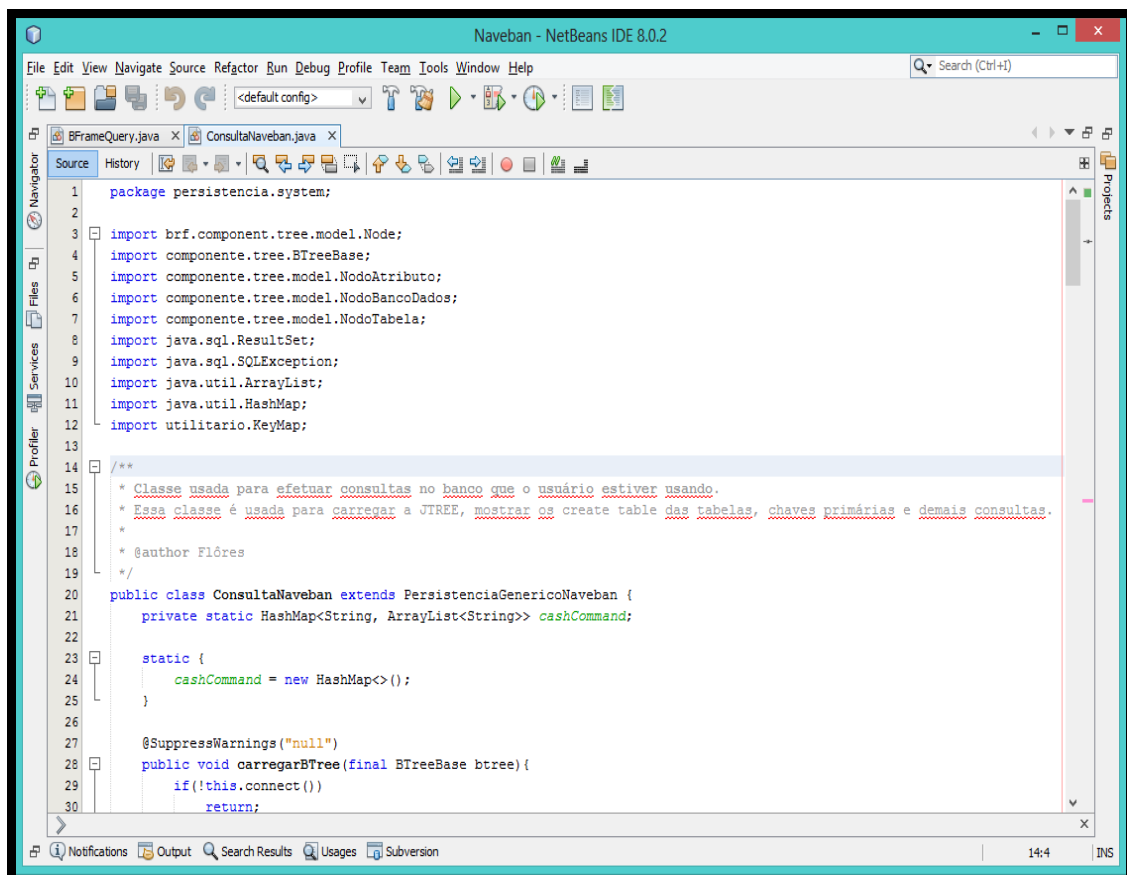 Naveban - NetBeans IDE 8.0.2
File Edit View Navigate Source Refactor Run Debug Profile Team Tools Window Help
Search (Ctrl+I)
<default config>
BFrameQuery.java
ConsultaNaveban.java
Source History
Navigator
Files
Services
Profiler
Projects
1 package persistencia.system;
2
3 import brf.component.tree.model.Node;
4 import componente.tree.BTreeBase;
5 import componente.tree.model.NodoAtributo;
6 import componente.tree.model.NodoBancoDados;
7 import componente.tree.model.NodoTabela;
8 import java.sql.ResultSet;
9 import java.sql.SQLException;
10 import java.util.ArrayList;
11 import java.util.HashMap;
12 import utilitario.KeyMap;
13
14 /**
15 * Classe usada para efetuar consultas no banco que o usuário estiver usando.
16 * Essa classe é usada para carregar a JTREE, mostrar os create table das tabelas, chaves primárias e demais consultas.
17 *
18 * @author Flôres
19 */
20 public class ConsultaNaveban extends PersistenciaGenericoNaveban {
21 private static HashMap<String, ArrayList<String>> cashCommand;
22
23 static {
24 cashCommand = new HashMap<>();
25 }
26
27 @SuppressWarnings("null")
28 public void carregarBTree(final BTreeBase btree){
29 if(!this.connect())
30 return;
Notifications Output Search Results Usages Subversion
14:4 INS